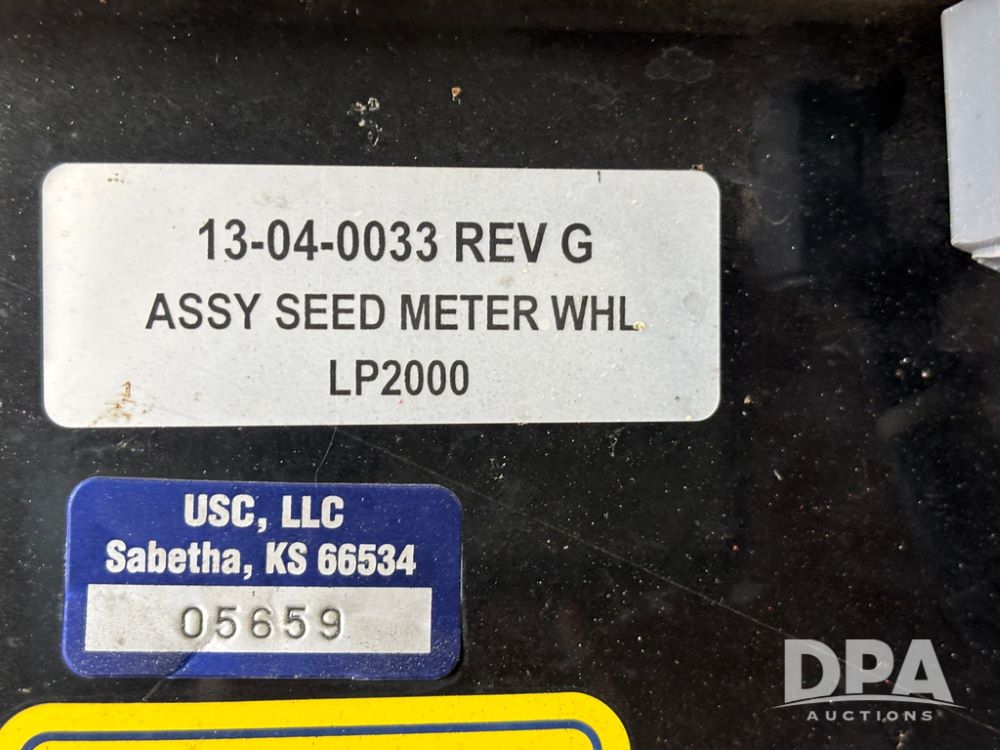 13-04-0033 REV G
ASSY SEED METER WHL
LP2000
USC, LLC
Sabetha, KS 66534
05659
DPA
AUCTIONS